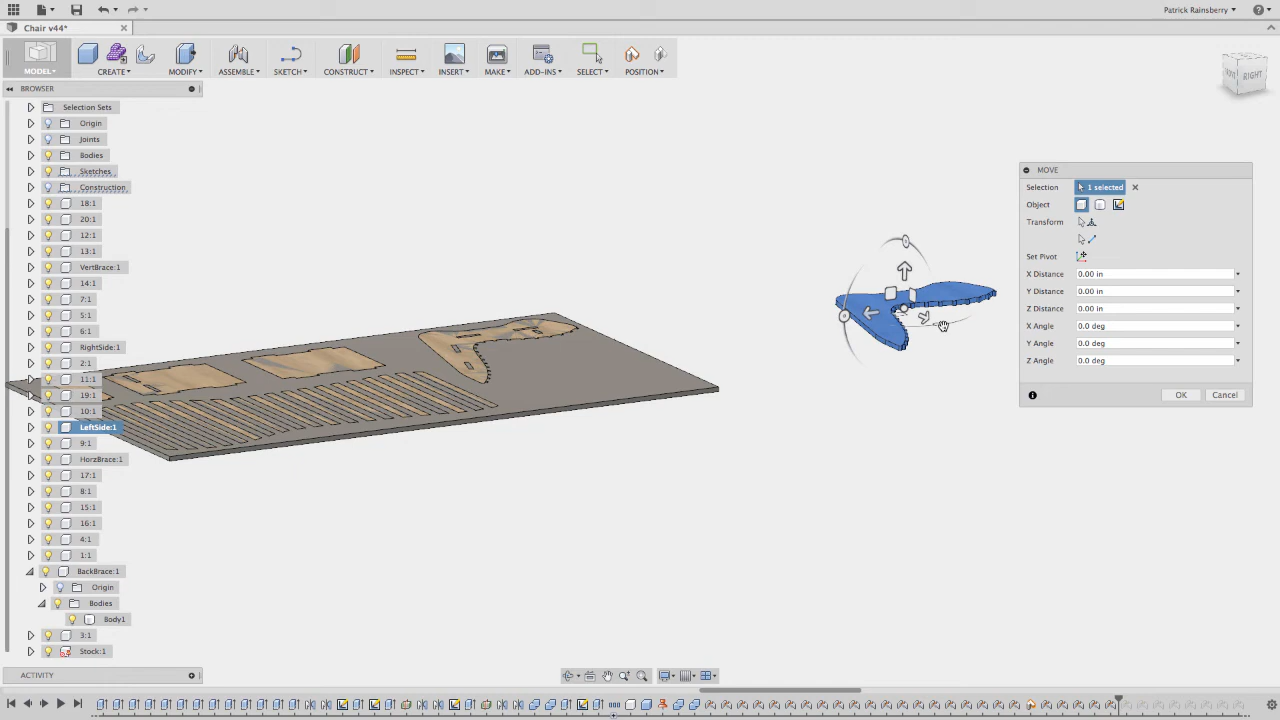 Patrick Rainsberry
Chair v44*
MODEL
CREATE
MODIFY
ASSEMBLE
SKETCH
CONSTRUCT
INSPECT
INSERT
MAKE
ADD-INS
SELECT
POSITION
RIGHT
BROWSER
Selection Sets
Origin
Joints
Bodies
Sketches
Construction
18:1
20:1
12:1
13:1
VertBrace:1
14:1
7:1
5:1
6:1
RightSide:1
2:1
11:1
19:1
10:1
LeftSide:1
9:1
HorzBrace:1
17:1
8:1
15:1
16:1
4:1
1:1
BackBrace:1
Origin
Bodies
Body1
3:1
Stock:1
MOVE
Selection 1 selected
Object
Transform
Set Pivot
X Distance 0.00 in
Y Distance 0.00 in
Z Distance 0.00 in
X Angle 0.0 deg
Y Angle 0.0 deg
Z Angle 0.0 deg
OK Cancel
ACTIVITY